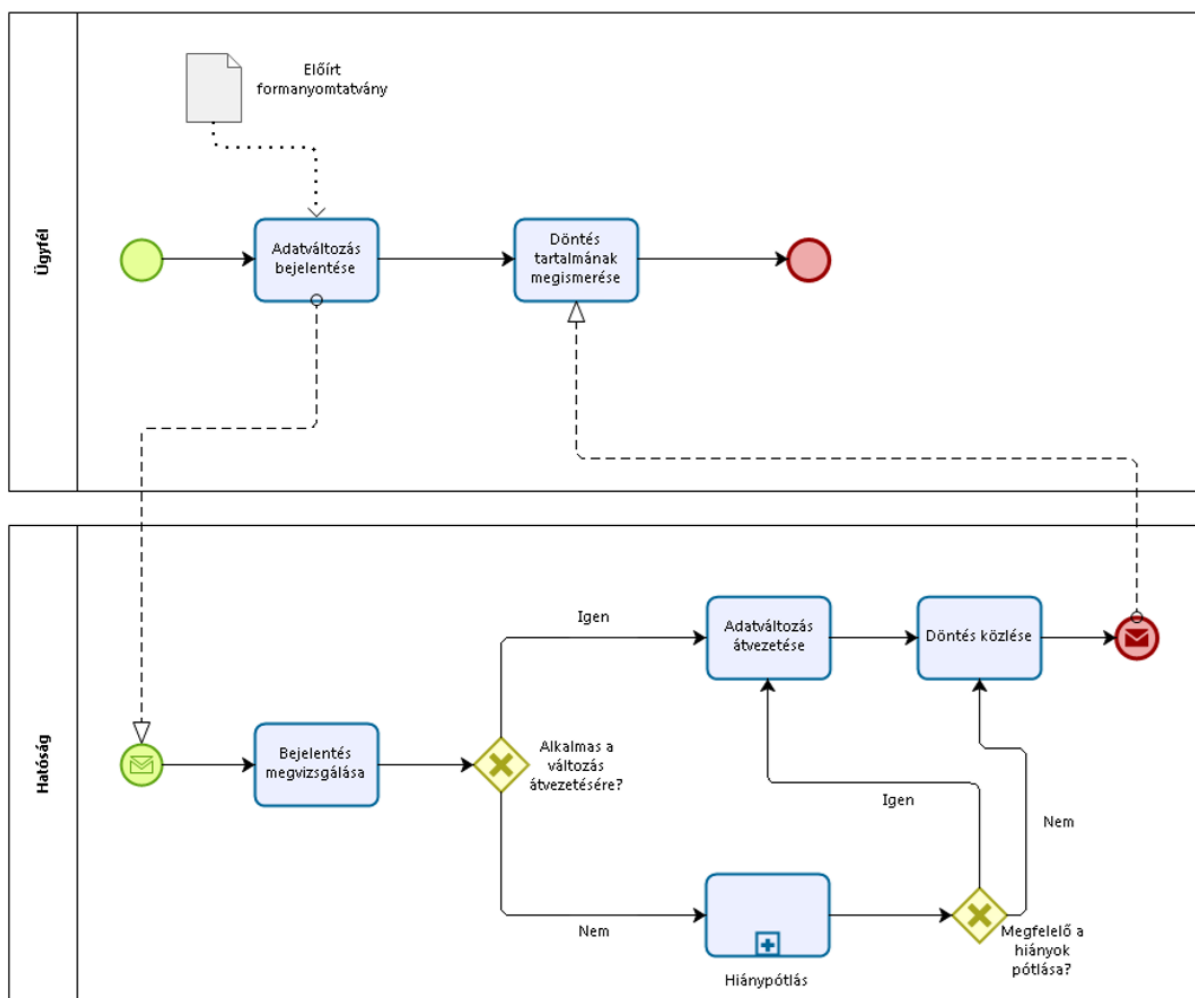 Ügyfél
Előírt
formanyomtatvány
Adatváltozás
bejelentése
Döntés
tartalmának
megismerése
Hatóság
Bejelentés
megvizsgálása
Alkalmas a
változás
átvezetésére?
Igen
Adatváltozás
átvezetése
Döntés közlése
Igen
Nem
Nem
Hiánypótlás
Megfelelő a
hiányok
pótlása?